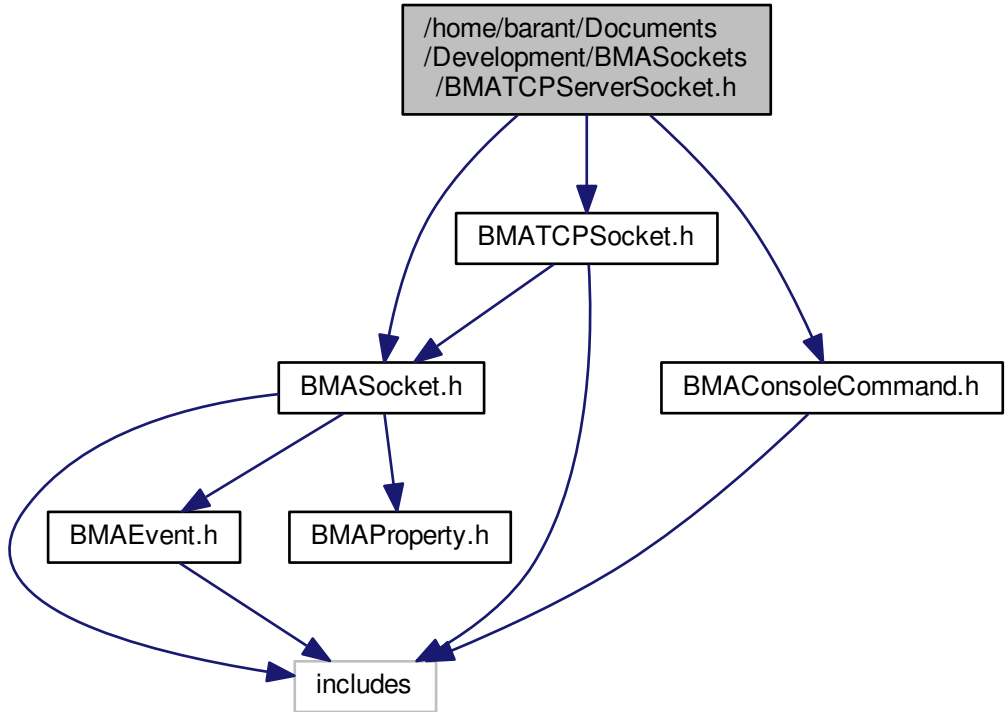 /home/barant/Documents
/Development/BMASockets
/BMATCPServerSocket.h
BMATCPSocket.h
BMASocket.h
BMAConsoleCommand.h
BMAEvent.h
BMAProperty.h
includes